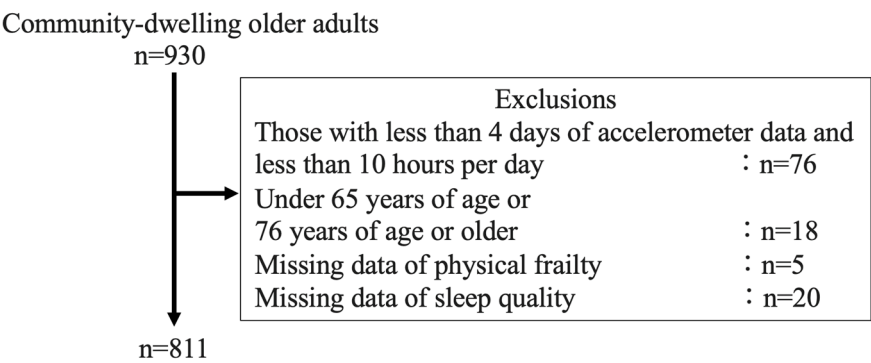 Community-dwelling older adults
n=930
Exclusions
Those with less than 4 days of accelerometer data and
less than 10 hours per day :n=76
Under 65 years of age or
76 years of age or older :n=18
Missing data of physical frailty :n=5
Missing data of sleep quality :n=20
n=811